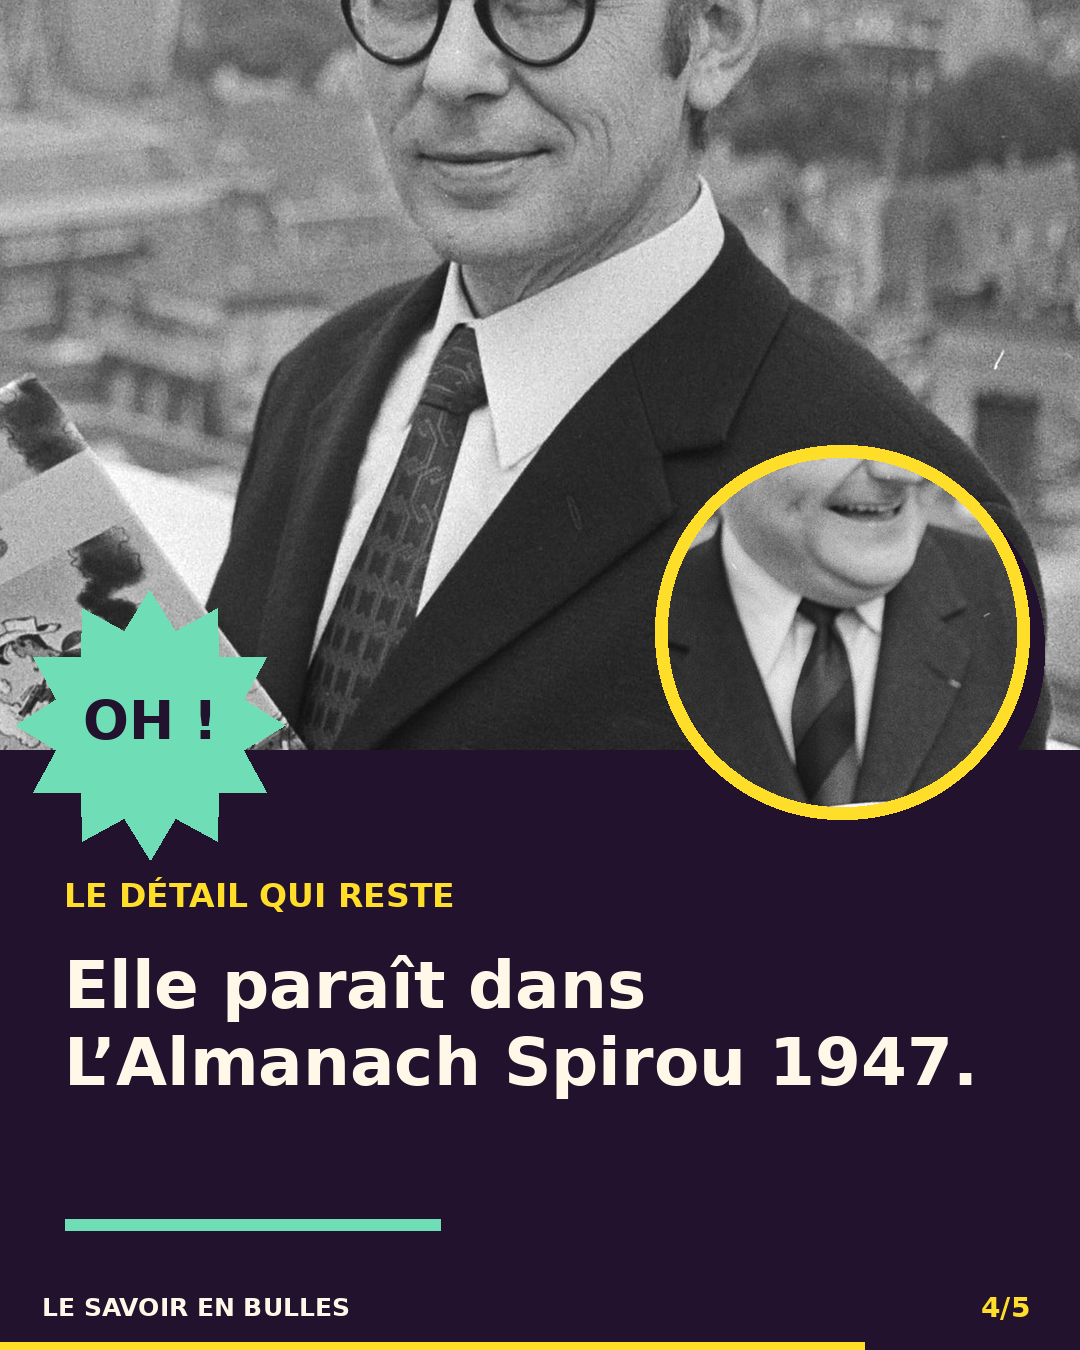 OH !
LE DÉTAIL QUI RESTE
Elle paraît dans
L’Almanach Spirou 1947.
LE SAVOIR EN BULLES
4/5